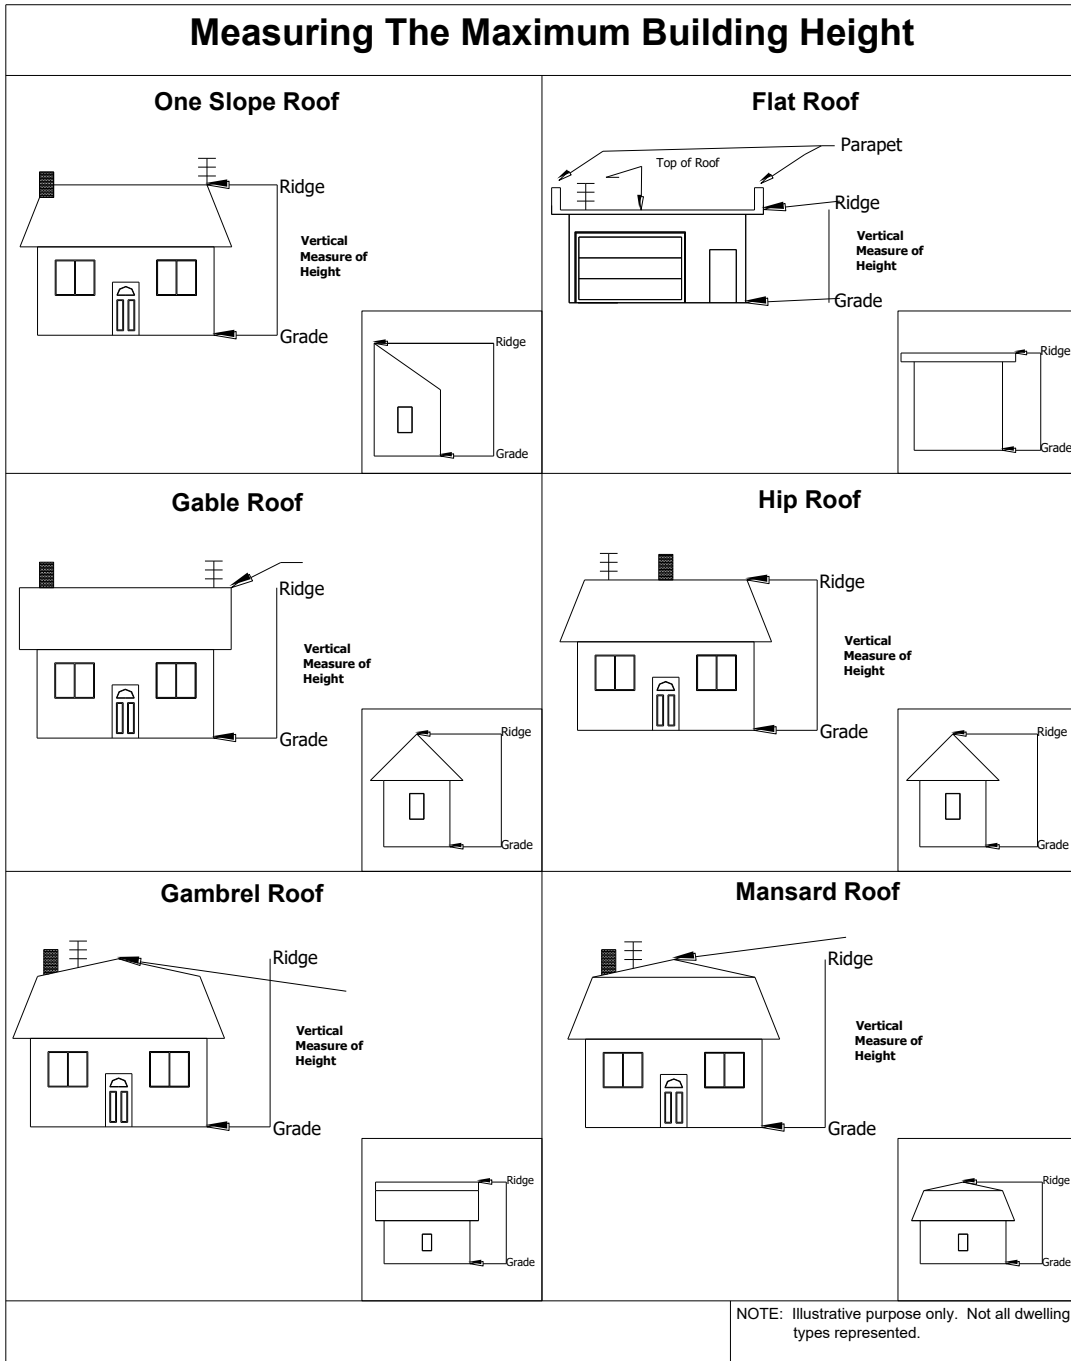 Measuring The Maximum Building Height
One Slope Roof
Ridge
Vertical
Measure of
Height
Grade
Ridge
Grade
Flat Roof
Parapet
Top of Roof
Ridge
Vertical
Measure of
Height
Grade
Ridge
Grade
Gable Roof
Ridge
Vertical
Measure of
Height
Grade
Ridge
Grade
Hip Roof
Ridge
Vertical
Measure of
Height
Grade
Ridge
Grade
Gambrel Roof
Ridge
Vertical
Measure of
Height
Grade
Ridge
Grade
Mansard Roof
Ridge
Vertical
Measure of
Height
Grade
Ridge
Grade
NOTE: Illustrative purpose only. Not all dwelling
types represented.